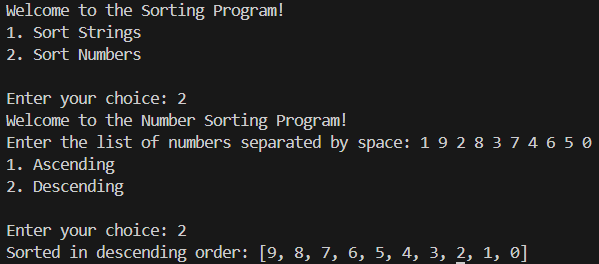 Welcome to the Sorting Program!
1. Sort Strings
2. Sort Numbers
Enter your choice: 2
Welcome to the Number Sorting Program!
Enter the list of numbers separated by space: 1 9 2 8 3 7 4 6 5 0
1. Ascending
2. Descending
Enter your choice: 2
Sorted in descending order: [9, 8, 7, 6, 5, 4, 3, 2, 1, 0]